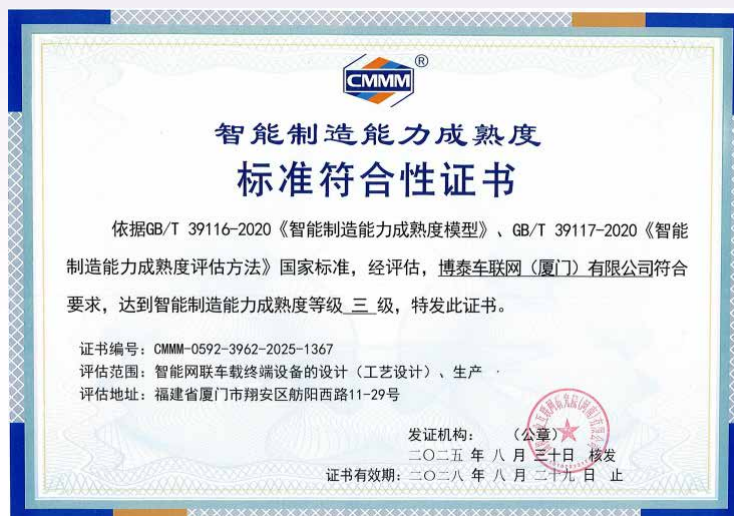 CMMM®
智能制造能力成熟度
标准符合性证书
依据GB/T 39116-2020《智能制造能力成熟度模型》、GB/T 39117-2020《智能
制造能力成熟度评估方法》国家标准，经评估，博泰车联网（厦门）有限公司符合
要求，达到智能制造能力成熟度等级 三 级，特发此证书。
证书编号：CMMM-0592-3962-2025-1367
评估范围：智能网联车载终端设备的设计（工艺设计）、生产
评估地址：福建省厦门市翔安区舫阳西路11-29号
发证机构： （公章）
二〇二五 年 八 月 三十日 核发
证书有效期：二〇二八 年 八 月 二十九 日 止